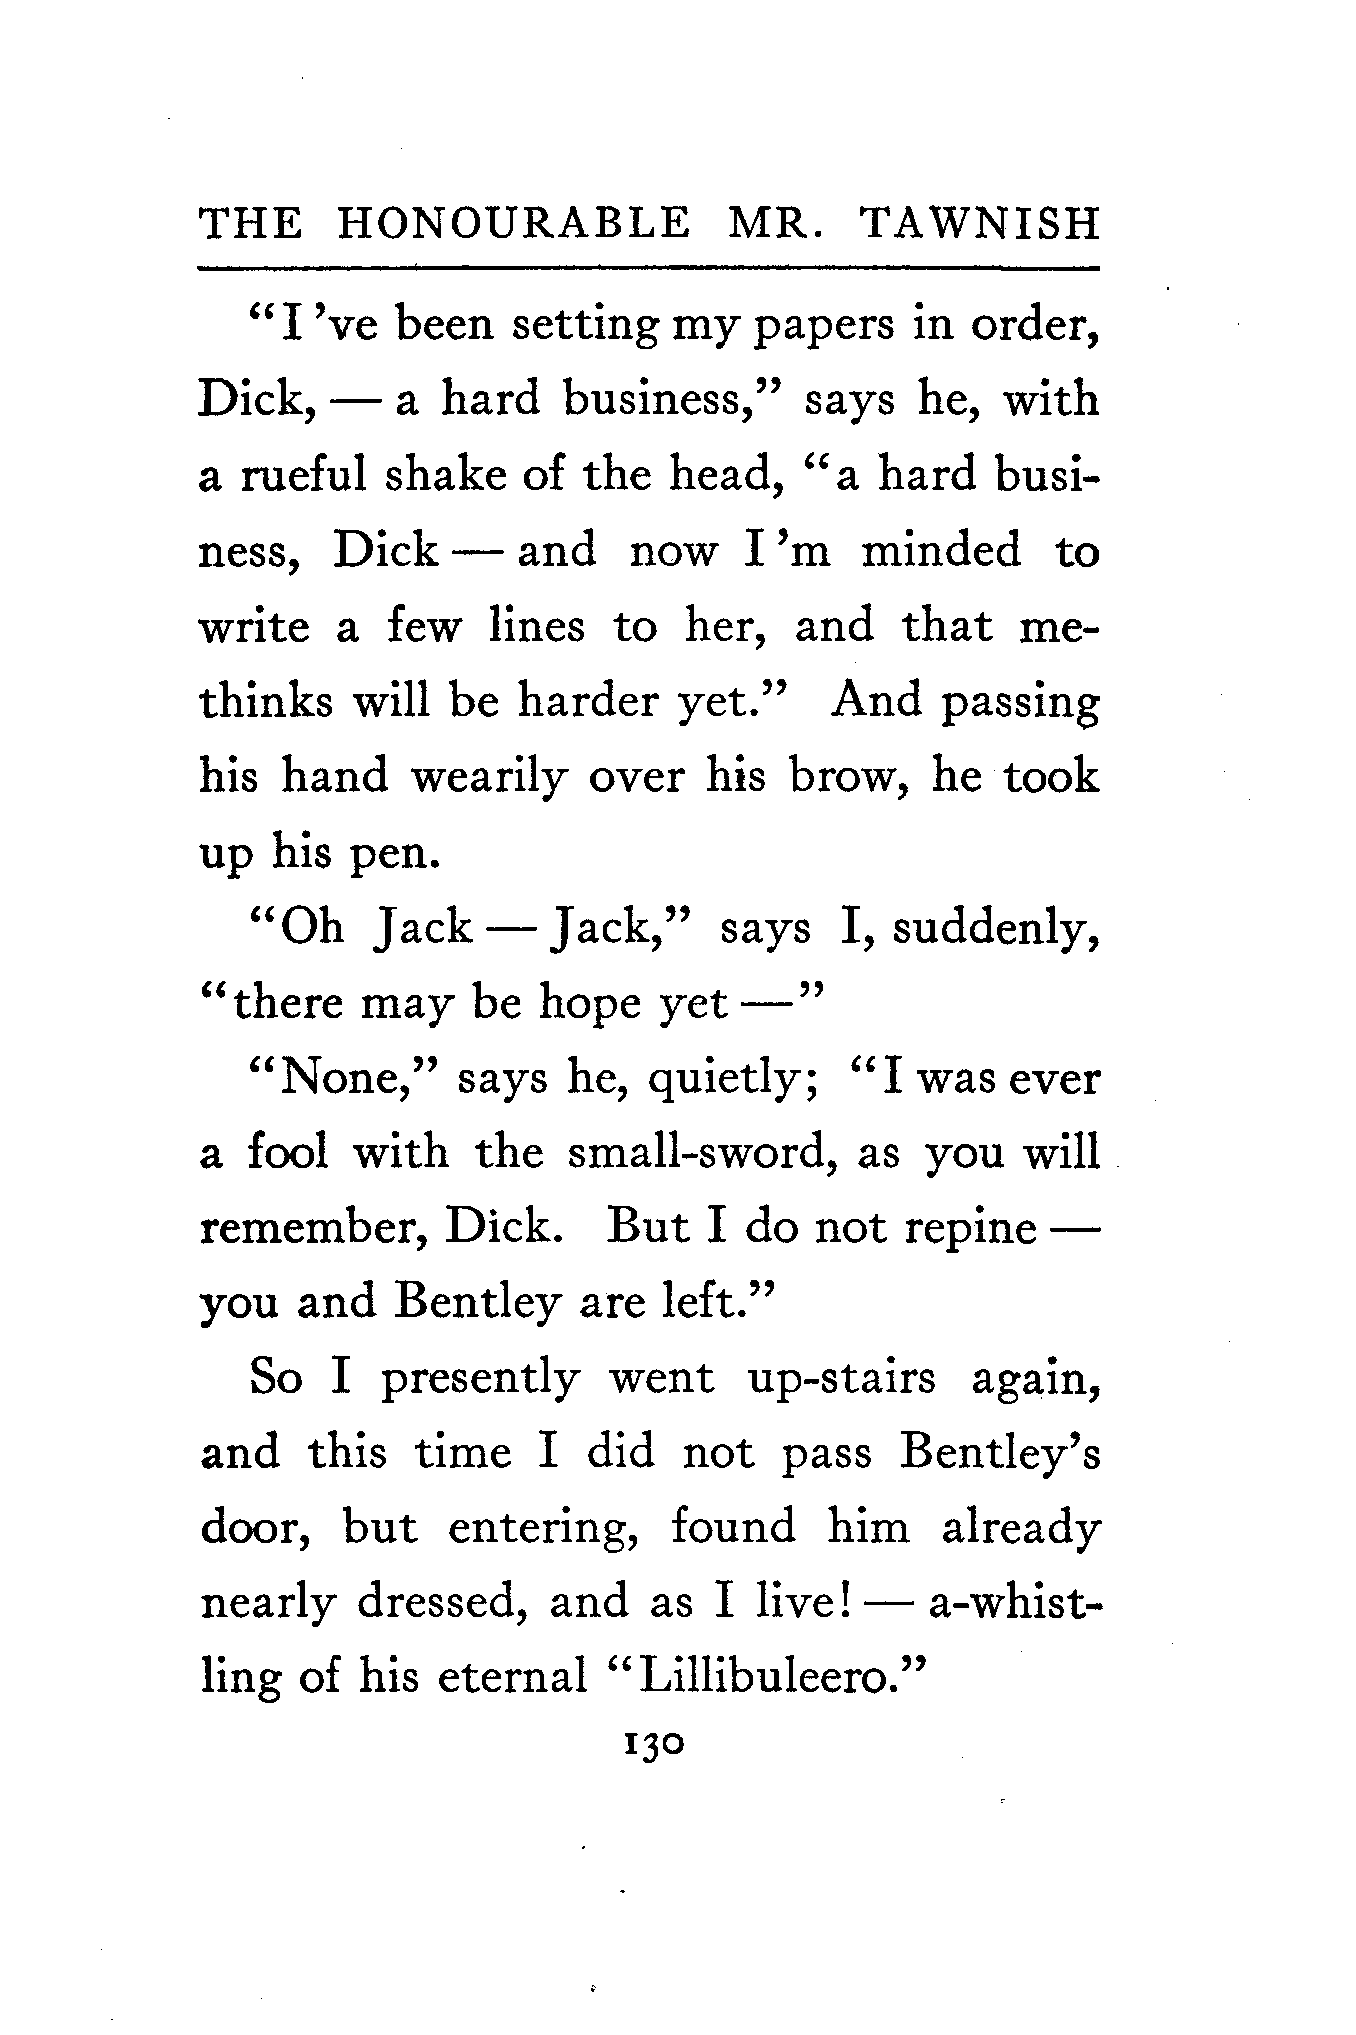 THE HONOURABLE MR. TAWNISH
“I ’ve been setting my papers in order,
Dick, — a hard business,” says he, with
a rueful shake of the head, “a hard busi-
ness, Dick — and now I ’m minded to
write a few lines to her, and that me-
thinks will be harder yet.” And passing
his hand wearily over his brow, he took
up his pen.
“Oh Jack — Jack,” says I, suddenly,
“there may be hope yet —”
“None,” says he, quietly; “I was ever
a fool with the small-sword, as you will
remember, Dick. But I do not repine —
you and Bentley are left.”
So I presently went up-stairs again,
and this time I did not pass Bentley’s
door, but entering, found him already
nearly dressed, and as I live! — a-whist-
ling of his eternal “Lillibuleero.”
130